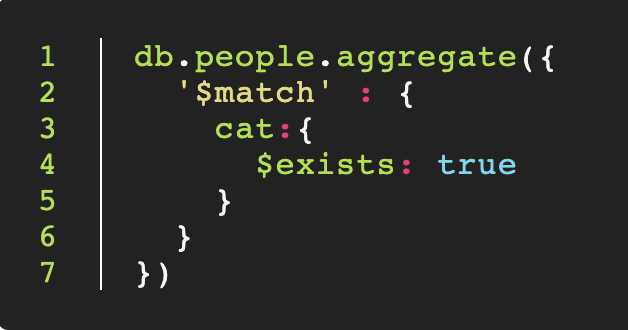 1 db.people.aggregate({
2 '$match' : {
3 cat:{
4 $exists: true
5 }
6 }
7 })